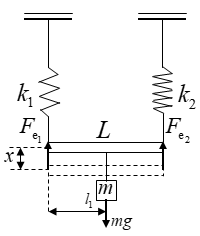 k₁ k₂
Fₑ₁ L Fₑ₂
x
m
l₁
mg